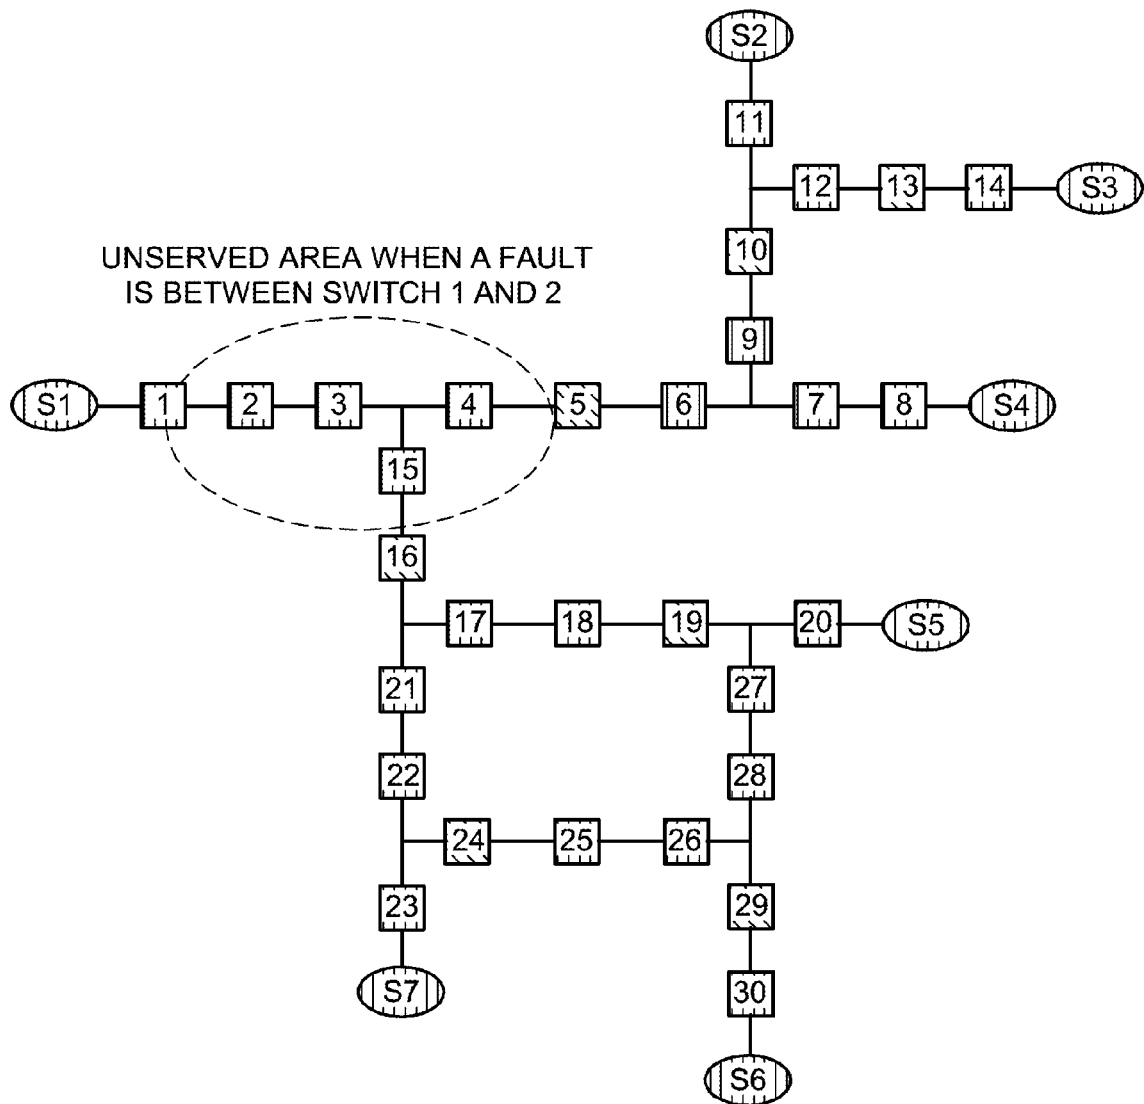 S2
11
12 13 14 S3
UNSERVED AREA WHEN A FAULT
IS BETWEEN SWITCH 1 AND 2
10
9
S1 1 2 3 4 5 6 7 8 S4
15
16
17 18 19 20 S5
21 27
22 28
24 25 26
23 29
S7 30
S6